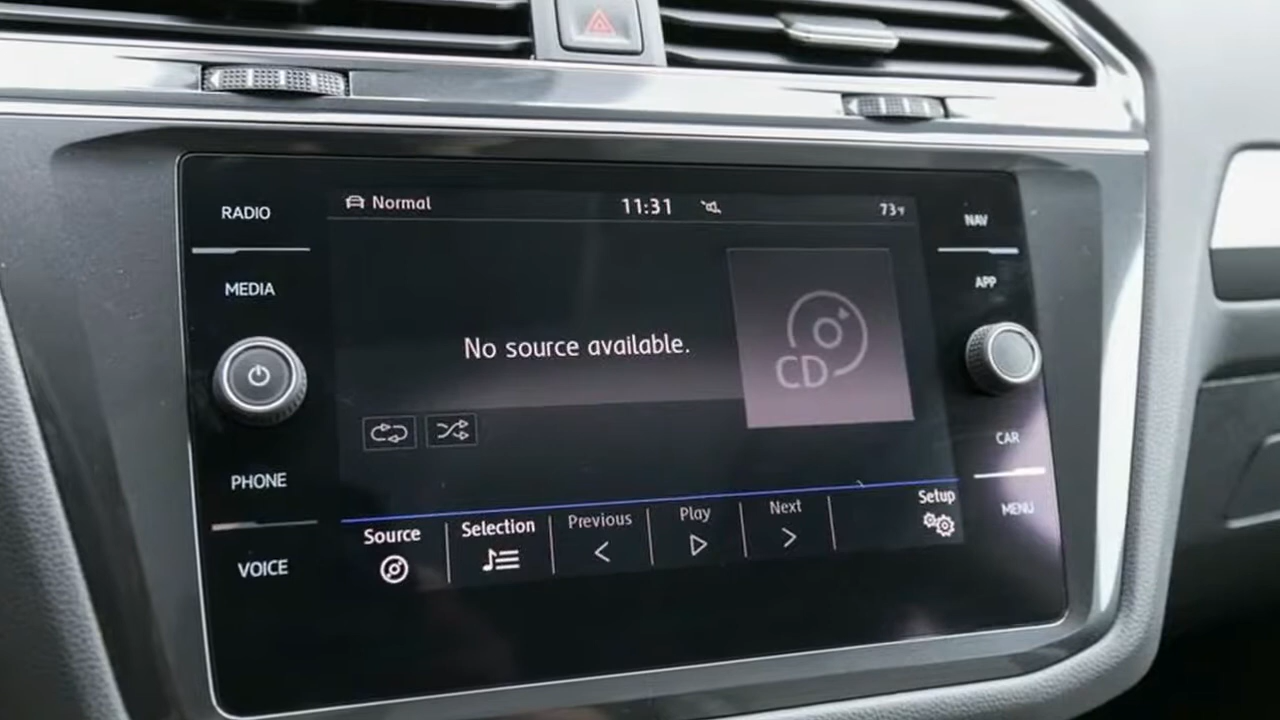 RADIO
MEDIA
PHONE
VOICE
Normal
11:31
73°F
No source available.
CD
Source
Selection
Previous
Play
Next
Setup
NAV
APP
CAR
MENU